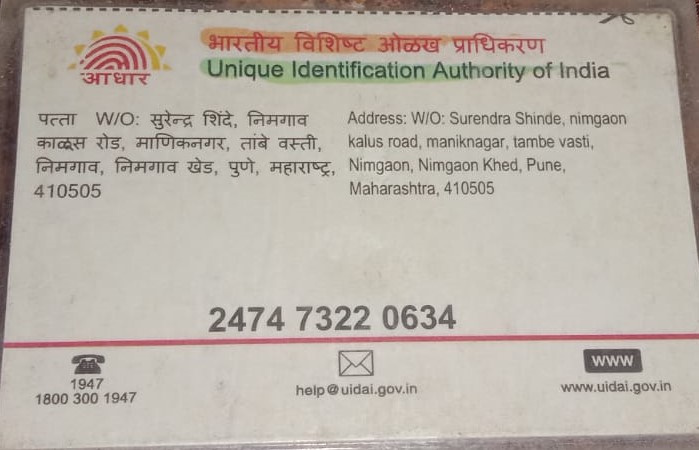 आधार
भारतीय विशिष्ट ओळख प्राधिकरण
Unique Identification Authority of India
पत्ता W/O: सुरेन्द्र शिंदे, निमगाव
काळूस रोड, माणिकनगर, तांबे वस्ती,
निमगाव, निमगाव खेड, पुणे, महाराष्ट्र,
410505
Address: W/O: Surendra Shinde, nimgaon
kalus road, maniknagar, tambe vasti,
Nimgaon, Nimgaon Khed, Pune,
Maharashtra, 410505
2474 7322 0634
1947
1800 300 1947
help@uidai.gov.in
www
www.uidai.gov.in